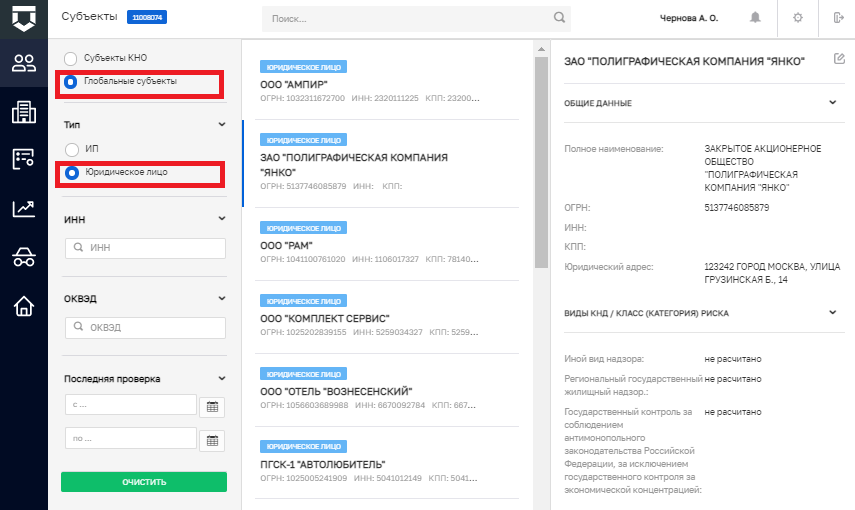 Субъекты 11008074
Поиск...
Чернова А. О.
Субъекты КНО
Глобальные субъекты
Тип
ИП
Юридическое лицо
ИНН
ИНН
ОКВЭД
ОКВЭД
Последняя проверка
с ...
по ...
ОЧИСТИТЬ
ЮРИДИЧЕСКОЕ ЛИЦО
ООО "АМПИР"
ОГРН: 1032311672700 ИНН: 2320111225 КПП: 23200...
ЮРИДИЧЕСКОЕ ЛИЦО
ЗАО "ПОЛИГРАФИЧЕСКАЯ КОМПАНИЯ
"ЯНКО"
ОГРН: 5137746085879 ИНН: КПП:
ЮРИДИЧЕСКОЕ ЛИЦО
ООО "РАМ"
ОГРН: 1041100761020 ИНН: 1106017327 КПП: 78140...
ЮРИДИЧЕСКОЕ ЛИЦО
ООО "КОМПЛЕКТ СЕРВИС"
ОГРН: 1025202839155 ИНН: 5259034327 КПП: 5259...
ЮРИДИЧЕСКОЕ ЛИЦО
ООО "ОТЕЛЬ "ВОЗНЕСЕНСКИЙ"
ОГРН: 1056603689988 ИНН: 6670092784 КПП: 667...
ЮРИДИЧЕСКОЕ ЛИЦО
ПГСК-1 "АВТОЛЮБИТЕЛЬ"
ОГРН: 1025005241909 ИНН: 5041012149 КПП: 5041...
ЗАО "ПОЛИГРАФИЧЕСКАЯ КОМПАНИЯ "ЯНКО"
ОБЩИЕ ДАННЫЕ
Полное наименование: ЗАКРЫТОЕ АКЦИОНЕРНОЕ
ОБЩЕСТВО
"ПОЛИГРАФИЧЕСКАЯ
КОМПАНИЯ "ЯНКО"
ОГРН: 5137746085879
ИНН:
КПП:
Юридический адрес: 123242 ГОРОД МОСКВА, УЛИЦА
ГРУЗИНСКАЯ Б., 14
ВИДЫ КНД / КЛАСС (КАТЕГОРИЯ) РИСКА
Иной вид надзора: не расчитано
Региональный государственный не расчитано
жилищный надзор.:
Государственный контроль за не расчитано
соблюдением
антимонопольного
законодательства Российской
Федерации, за исключением
государственного контроля за
экономической концентрацией: